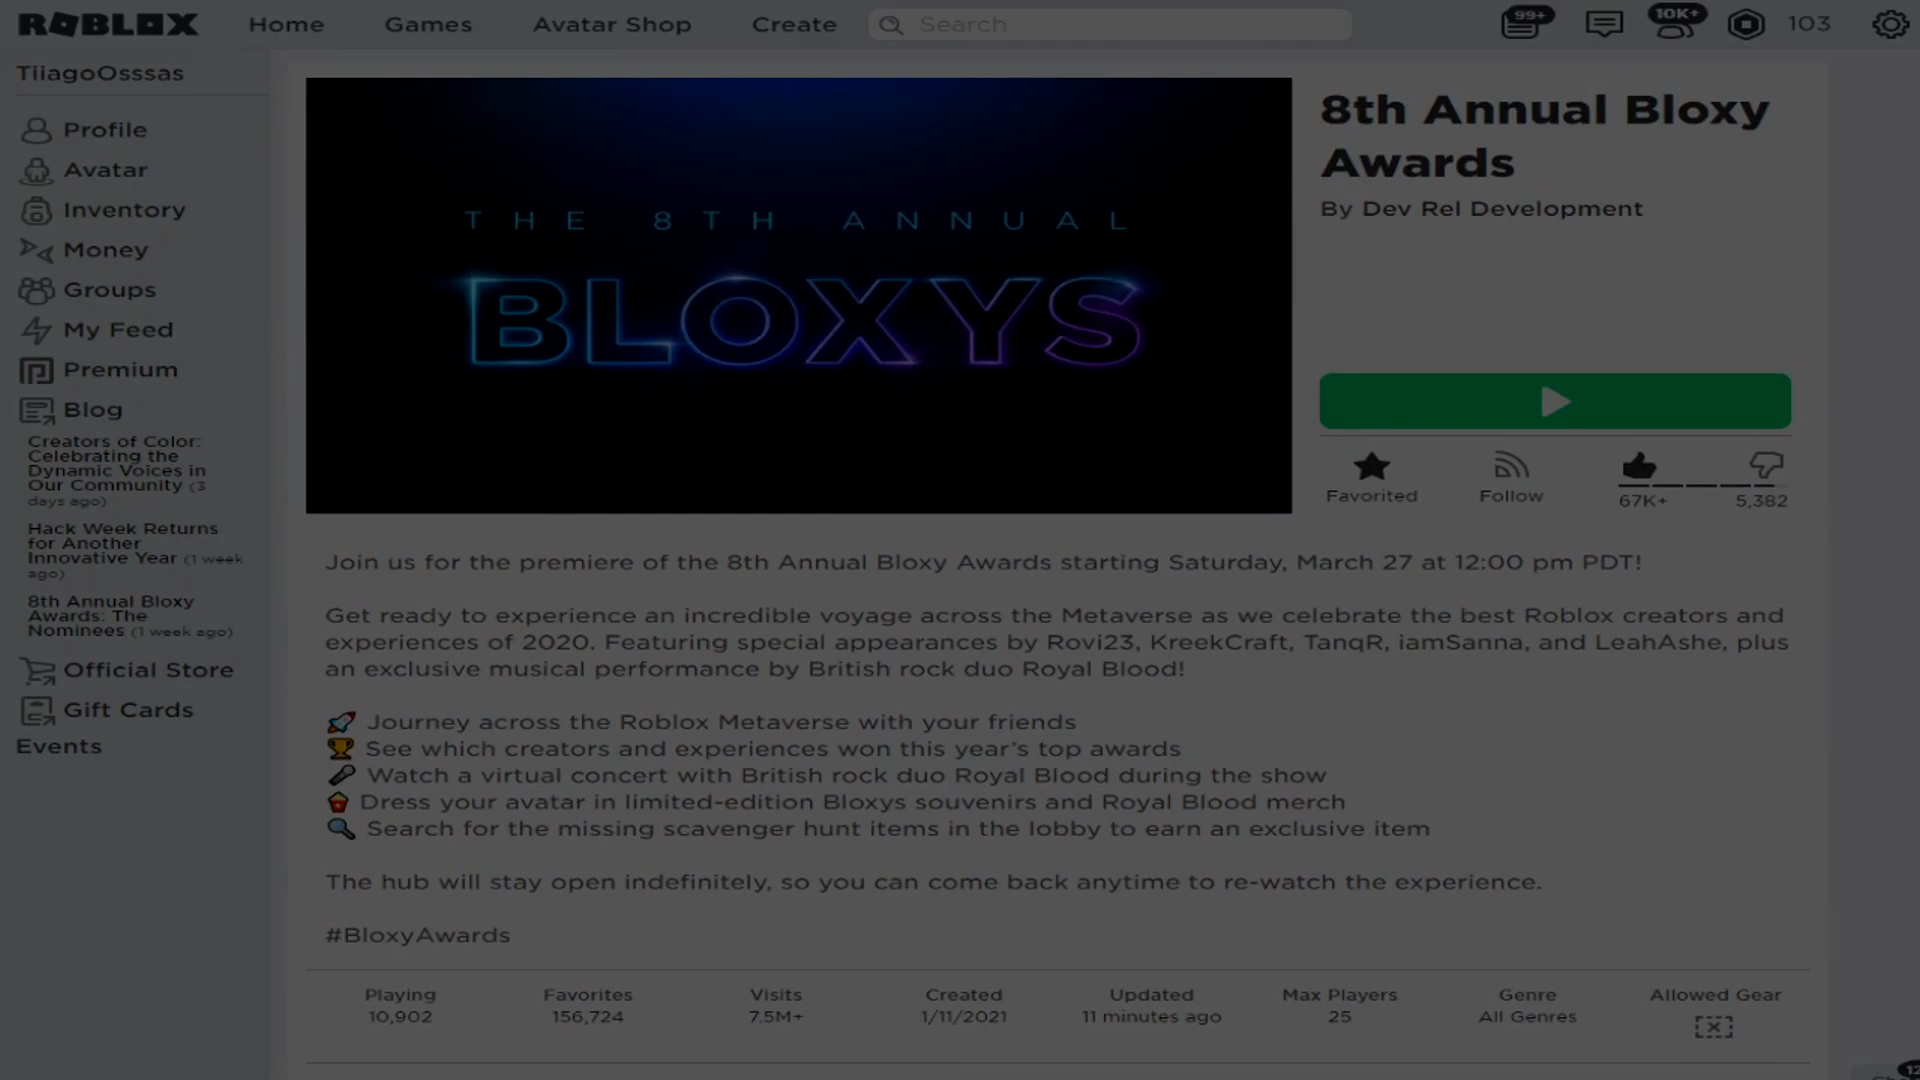 ROBLOX Home Games Avatar Shop Create Search 99+ 10K+ 103
TiiagoOsssas
Profile
Avatar
Inventory
Money
Groups
My Feed
Premium
Blog
Creators of Color:
Celebrating the
Dynamic Voices in
Our Community (3
days ago)
Hack Week Returns
for Another
Innovative Year (1 week
ago)
8th Annual Bloxy
Awards: The
Nominees (1 week ago)
Official Store
Gift Cards
Events
THE 8TH ANNUAL
BLOXYS
8th Annual Bloxy
Awards
By Dev Rel Development
Favorited Follow 67K+ 5,382
Join us for the premiere of the 8th Annual Bloxy Awards starting Saturday, March 27 at 12:00 pm PDT!
Get ready to experience an incredible voyage across the Metaverse as we celebrate the best Roblox creators and
experiences of 2020. Featuring special appearances by Rovi23, KreekCraft, TanqR, iamSanna, and LeahAshe, plus
an exclusive musical performance by British rock duo Royal Blood!
🚀 Journey across the Roblox Metaverse with your friends
🏆 See which creators and experiences won this year's top awards
🎤 Watch a virtual concert with British rock duo Royal Blood during the show
🍿 Dress your avatar in limited-edition Bloxys souvenirs and Royal Blood merch
🔍 Search for the missing scavenger hunt items in the lobby to earn an exclusive item
The hub will stay open indefinitely, so you can come back anytime to re-watch the experience.
#BloxyAwards
Playing Favorites Visits Created Updated Max Players Genre Allowed Gear
10,902 156,724 7.5M+ 1/11/2021 11 minutes ago 25 All Genres